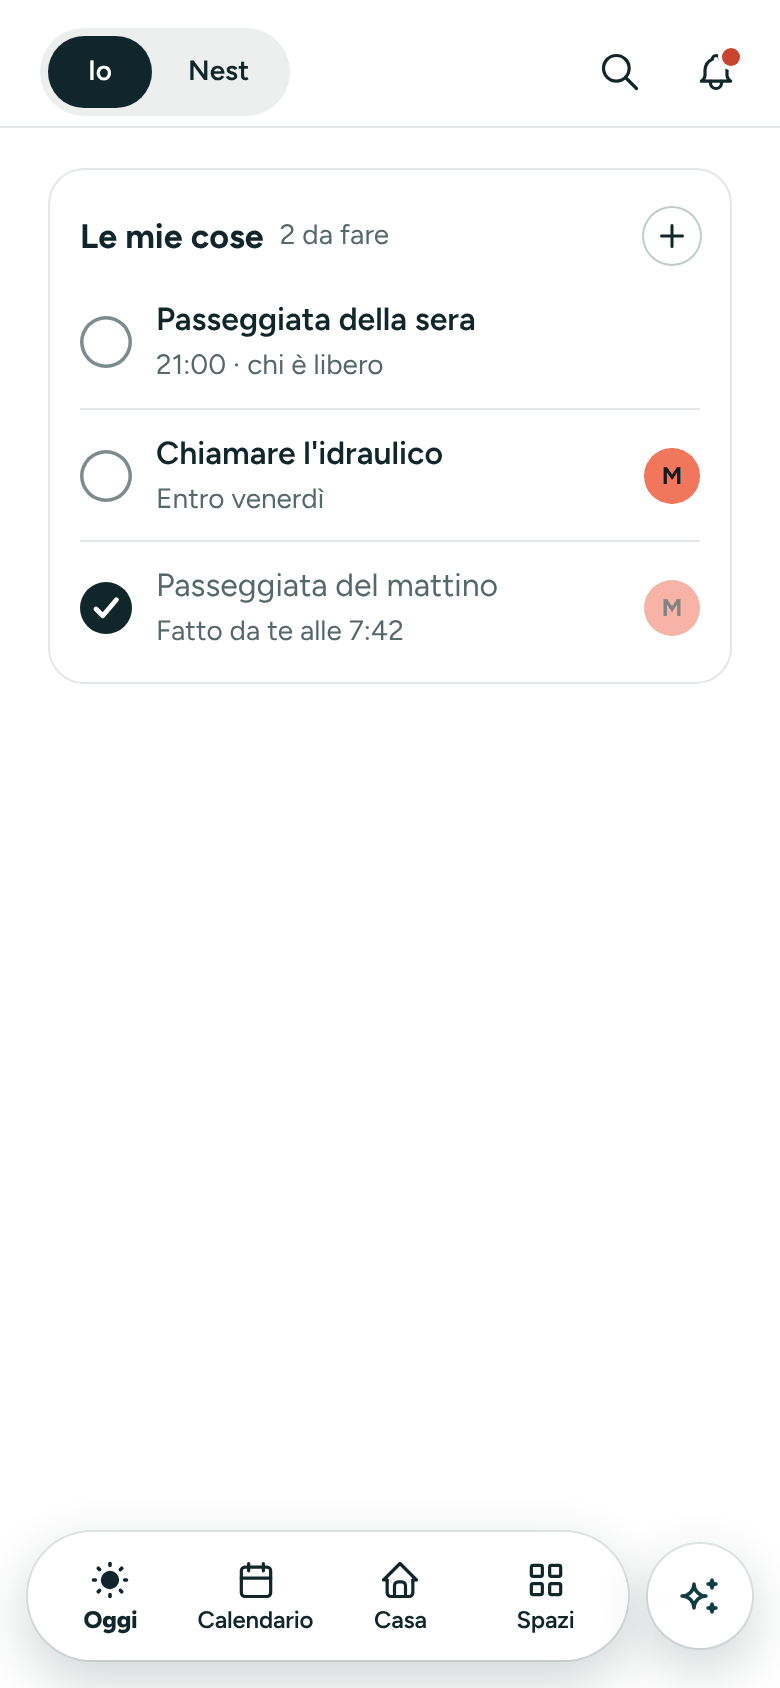 Io
Nest
Le mie cose 2 da fare
Passeggiata della sera
21:00 · chi è libero
Chiamare l'idraulico
Entro venerdì
M
Passeggiata del mattino
Fatto da te alle 7:42
M
Oggi
Calendario
Casa
Spazi